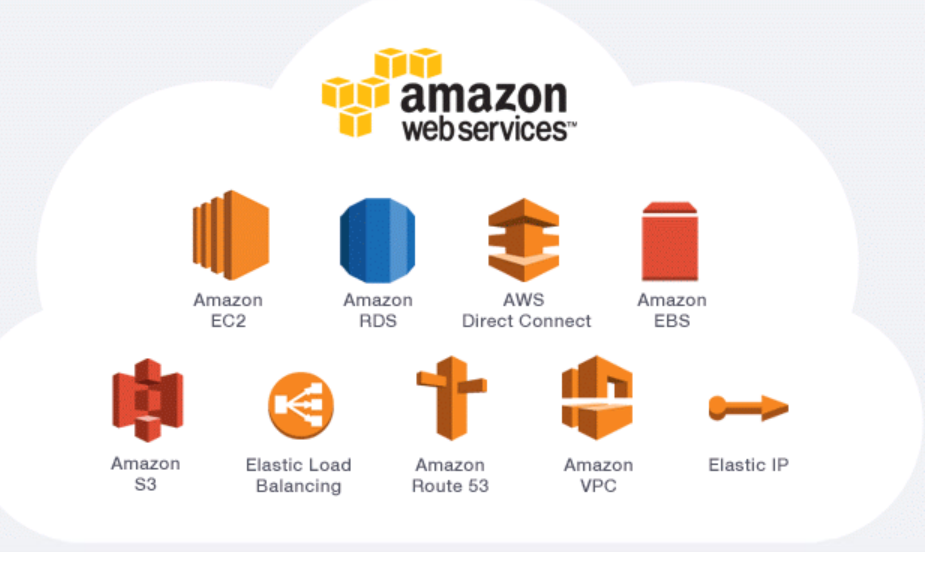 amazon
webservices™
Amazon
EC2
Amazon
RDS
AWS
Direct Connect
Amazon
EBS
Amazon
S3
Elastic Load
Balancing
Amazon
Route 53
Amazon
VPC
Elastic IP